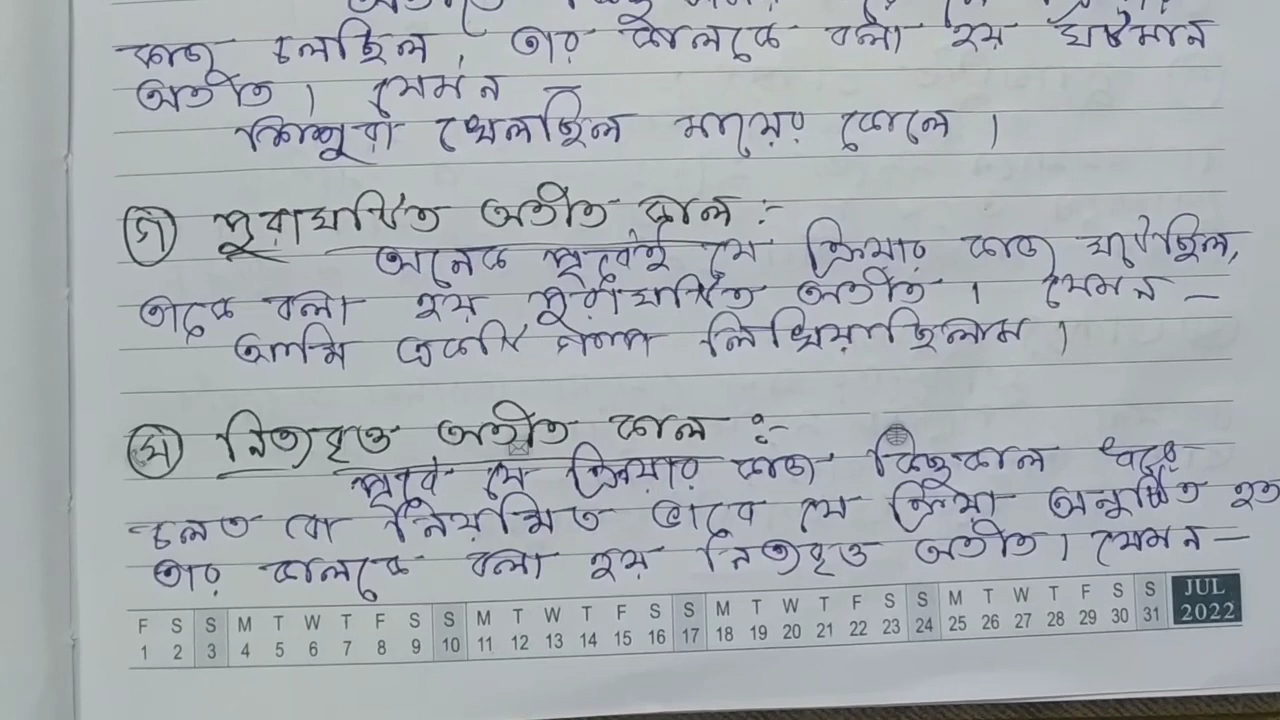 কাজ চলেছিল, তার কালকে বলা হয় ঘটমান
অতীত। যেমন –
শিশুরা খেলছিল মায়ের কোলে।
(গ) পুরাঘটিত অতীত কাল :-
অনেক পূর্বেই যে ক্রিয়ার কাজ ঘটেছিল,
তাকে বলা হয় পুরাঘটিত অতীত। যেমন –
আমি একটি গল্প লিখিয়াছিলাম।
(ঘ) নিত্যবৃত্ত অতীত কাল :-
পূর্বে যে ক্রিয়ার কাজ কিছুকাল ধরে
চলত বা নিয়মিত ভাবে যে ক্রিয়া অনুষ্ঠিত হত
তার কালকে বলা হয় নিত্যবৃত্ত অতীত। যেমন –
F S S M T W T F S S M T W T F S S M T W T F S S M T W T F S S JUL
1 2 3 4 5 6 7 8 9 10 11 12 13 14 15 16 17 18 19 20 21 22 23 24 25 26 27 28 29 30 31 2022